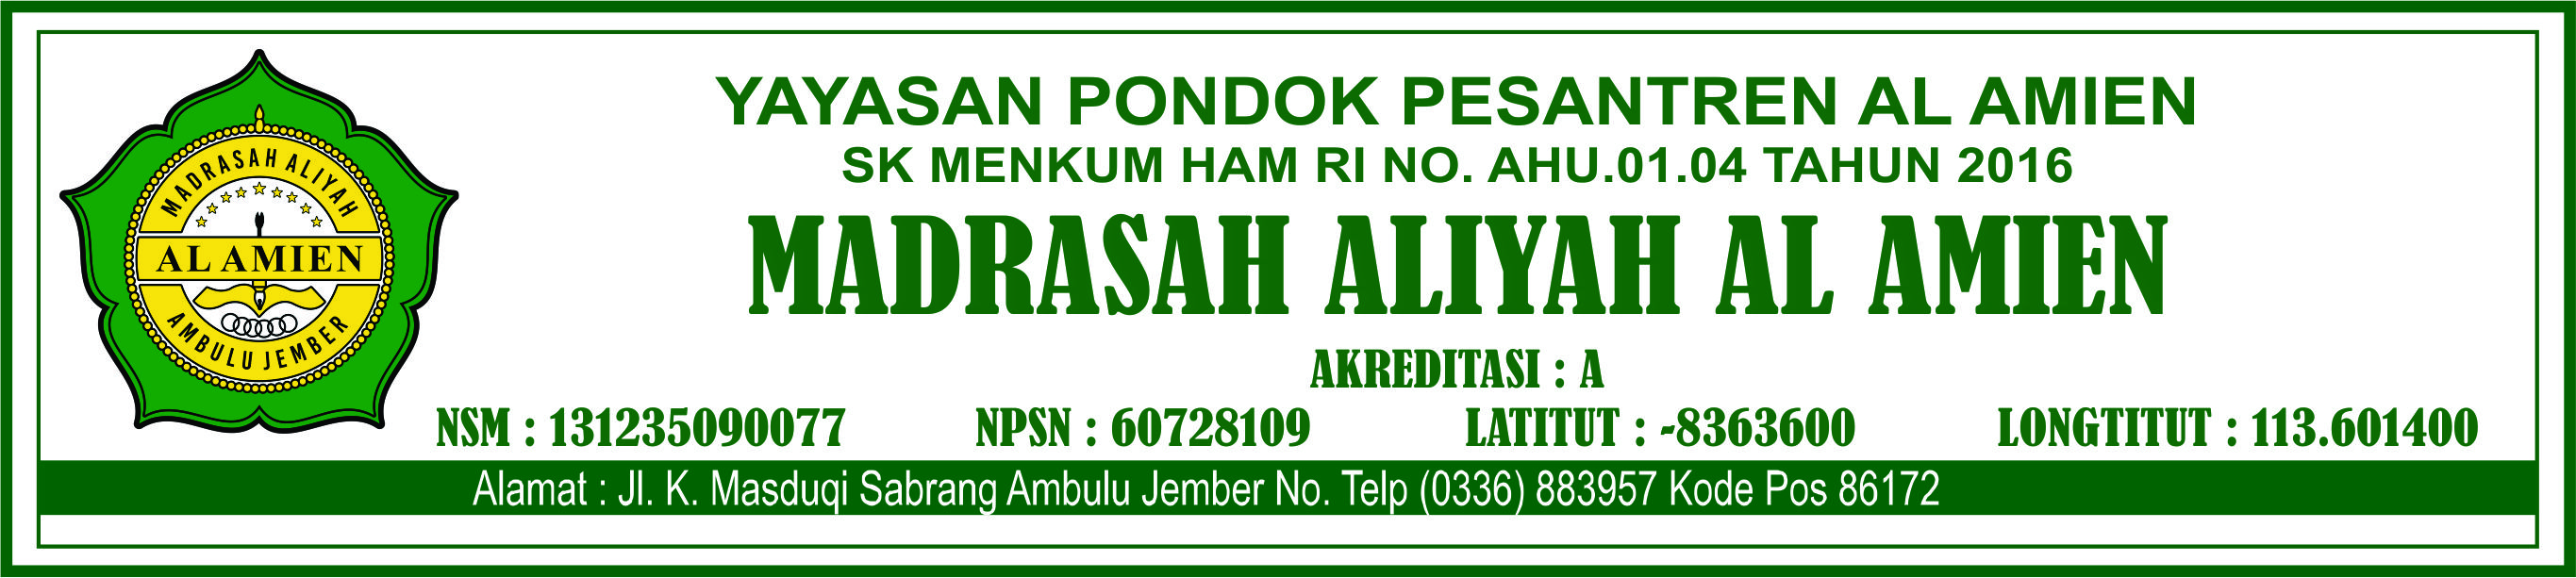 MADRASAH ALIYAH
AL AMIEN
AMBULU JEMBER
YAYASAN PONDOK PESANTREN AL AMIEN
SK MENKUM HAM RI NO. AHU.01.04 TAHUN 2016
MADRASAH ALIYAH AL AMIEN
AKREDITASI : A
NSM : 131235090077 NPSN : 60728109 LATITUT : -8363600 LONGTITUT : 113.601400
Alamat : Jl. K. Masduqi Sabrang Ambulu Jember No. Telp (0336) 883957 Kode Pos 86172